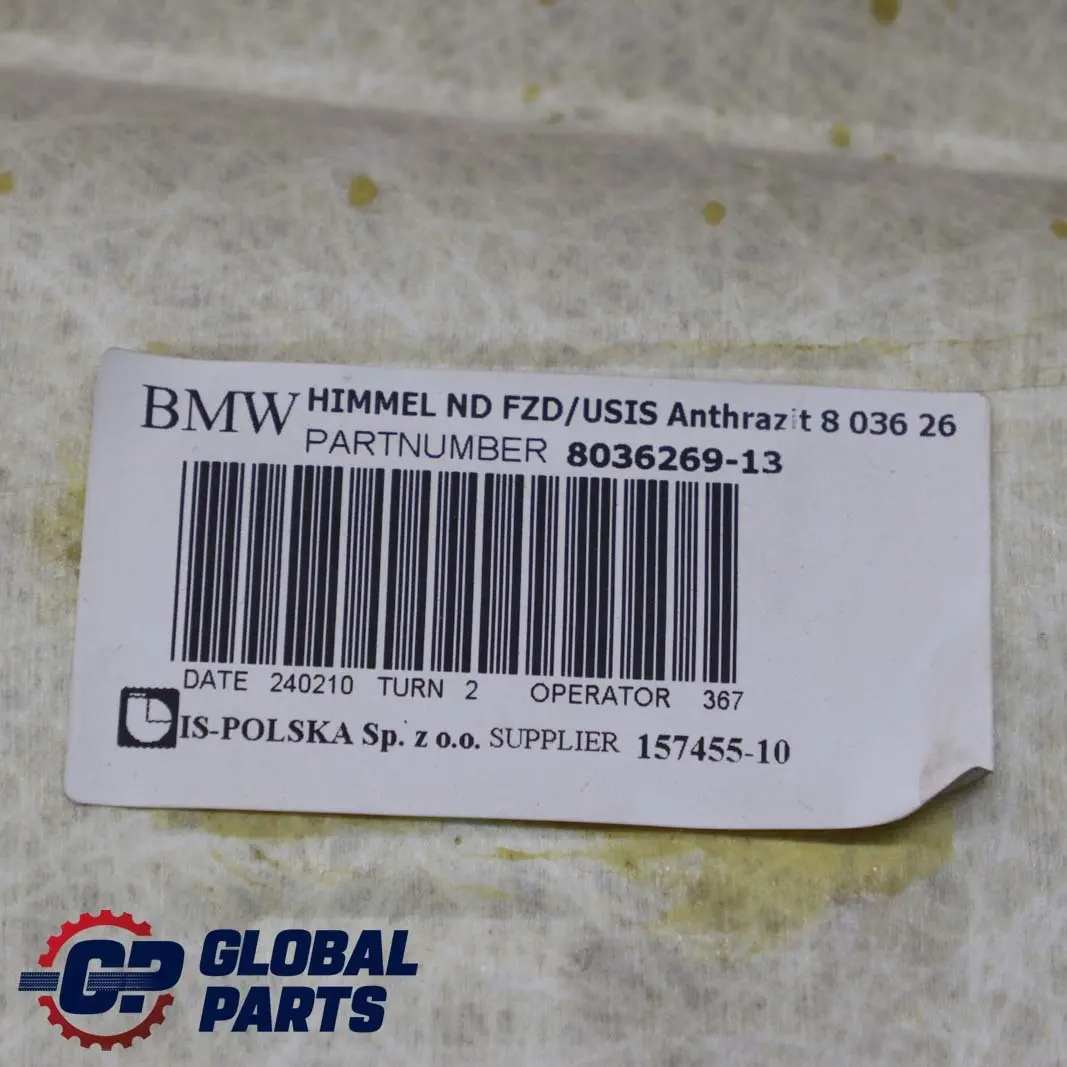 BMW HIMMEL ND FZD/USIS Anthrazit 8 036 26
PARTNUMBER 8036269-13
DATE 240210 TURN 2 OPERATOR 367
IS-POLSKA Sp. z o.o. SUPPLIER 157455-10
GP GLOBAL
PARTS